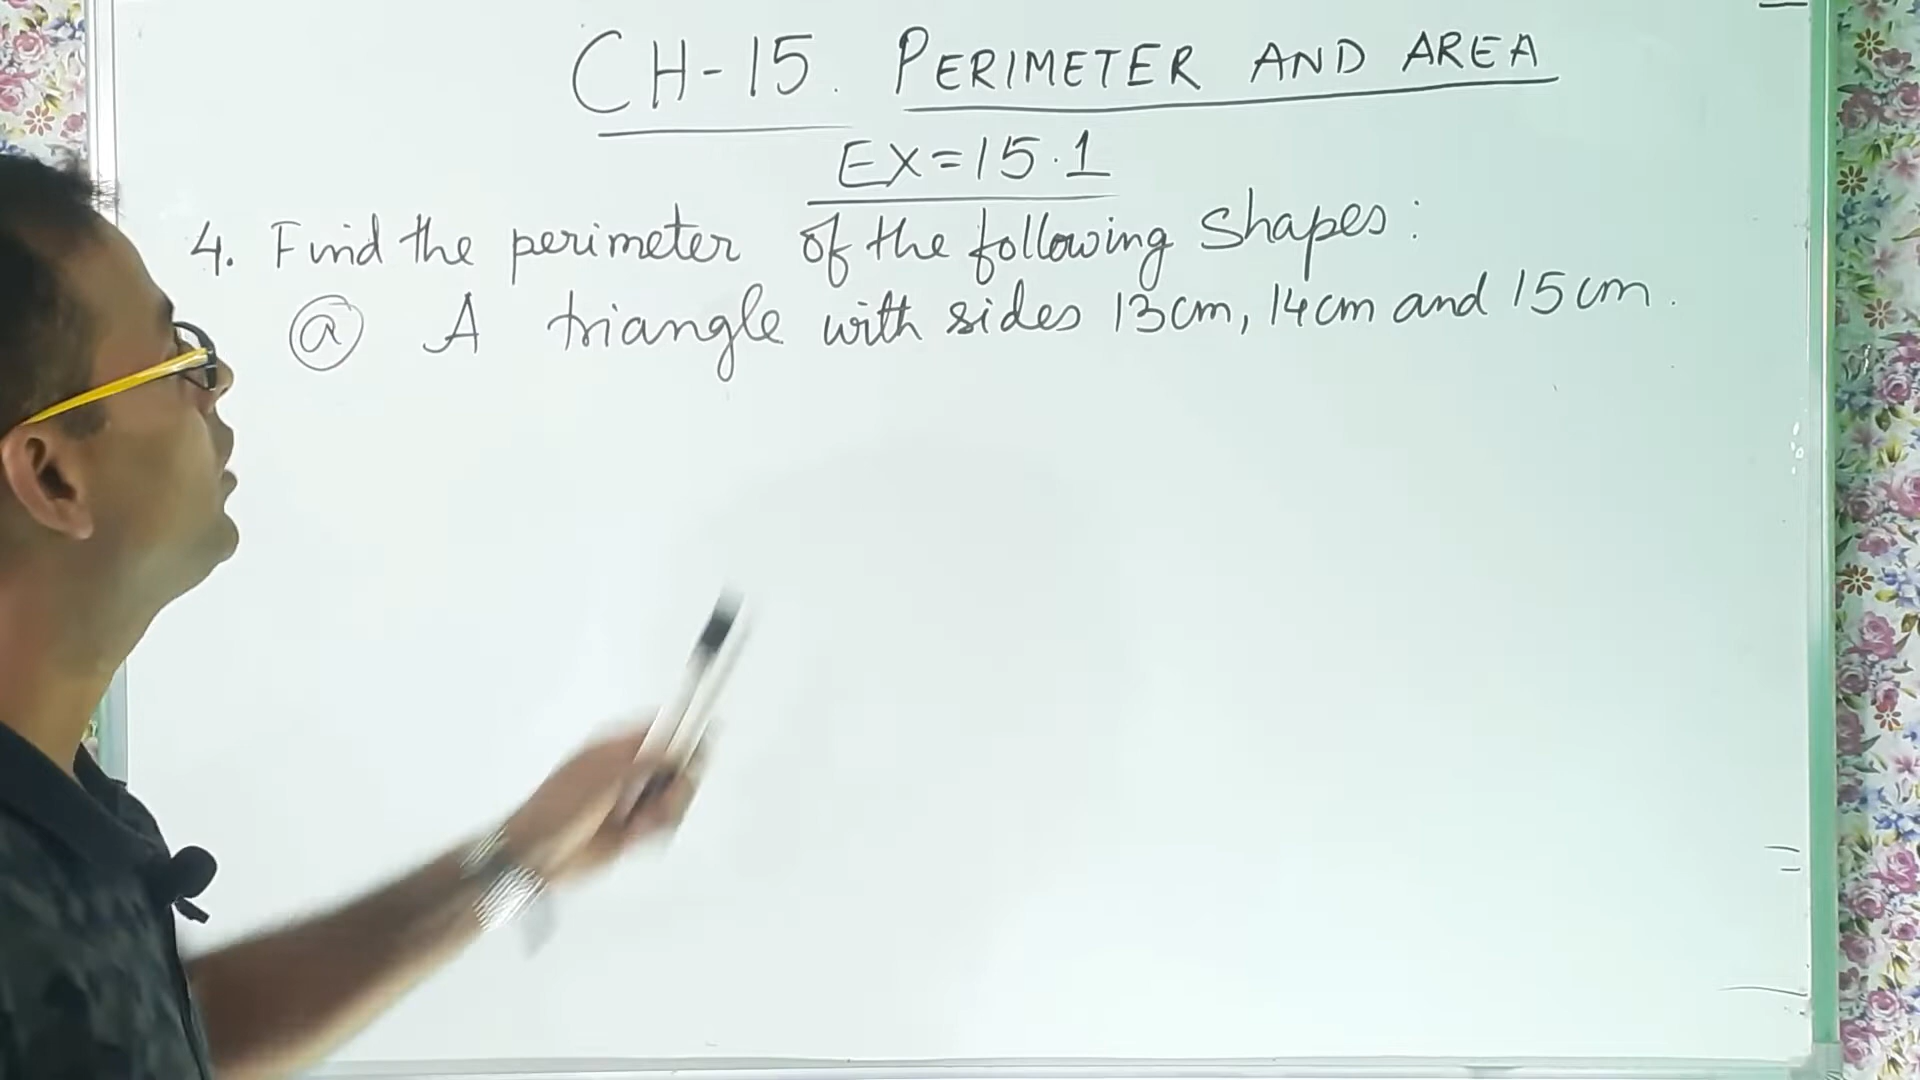 CH-15. PERIMETER AND AREA
EX=15.1
4. Find the perimeter of the following shapes:
(a) A triangle with sides 13cm, 14cm and 15cm.